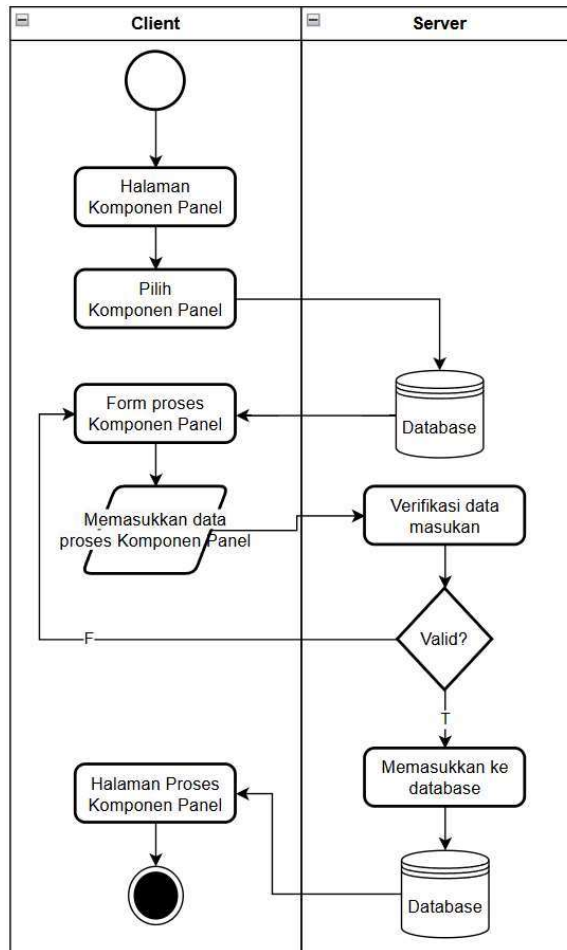 Client
Server
Halaman
Komponen Panel
Pilih
Komponen Panel
Database
Form proses
Komponen Panel
Memasukkan data
proses Komponen Panel
Verifikasi data
masukan
Valid?
F
T
Memasukkan ke
database
Halaman Proses
Komponen Panel
Database